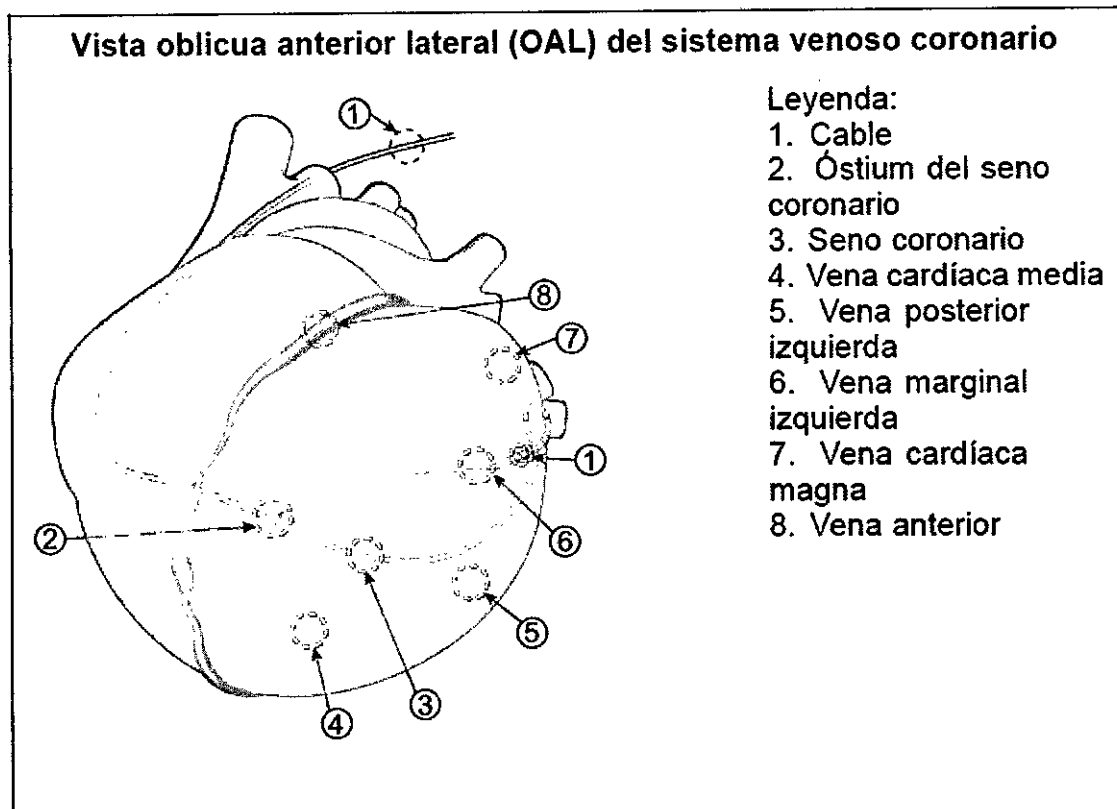 Vista oblicua anterior lateral (OAL) del sistema venoso coronario
Leyenda:
1. Cable
2. Óstium del seno
coronario
3. Seno coronario
4. Vena cardíaca media
5. Vena posterior
izquierda
6. Vena marginal
izquierda
7. Vena cardíaca
magna
8. Vena anterior
1
8
7
1
2
6
5
3
4